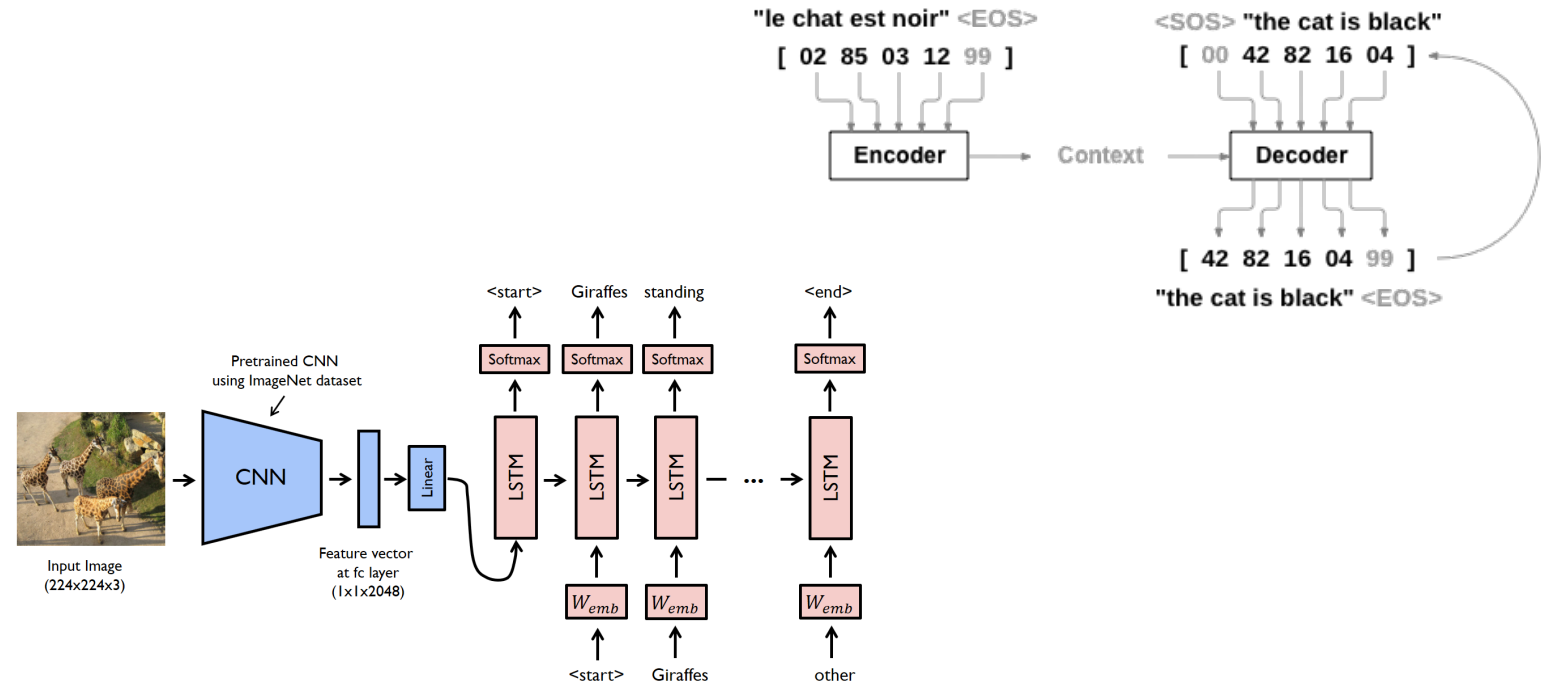 "le chat est noir" <EOS>
[ 02 85 03 12 99 ]
Encoder
Context
<SOS> "the cat is black"
[ 00 42 82 16 04 ]
Decoder
[ 42 82 16 04 99 ]
"the cat is black" <EOS>
<start> Giraffes standing <end>
Softmax Softmax Softmax Softmax
Pretrained CNN
using ImageNet dataset
CNN
Linear
LSTM LSTM LSTM ... LSTM
Input Image
(224x224x3)
Feature vector
at fc layer
(1x1x2048)
Wemb Wemb Wemb
<start> Giraffes other